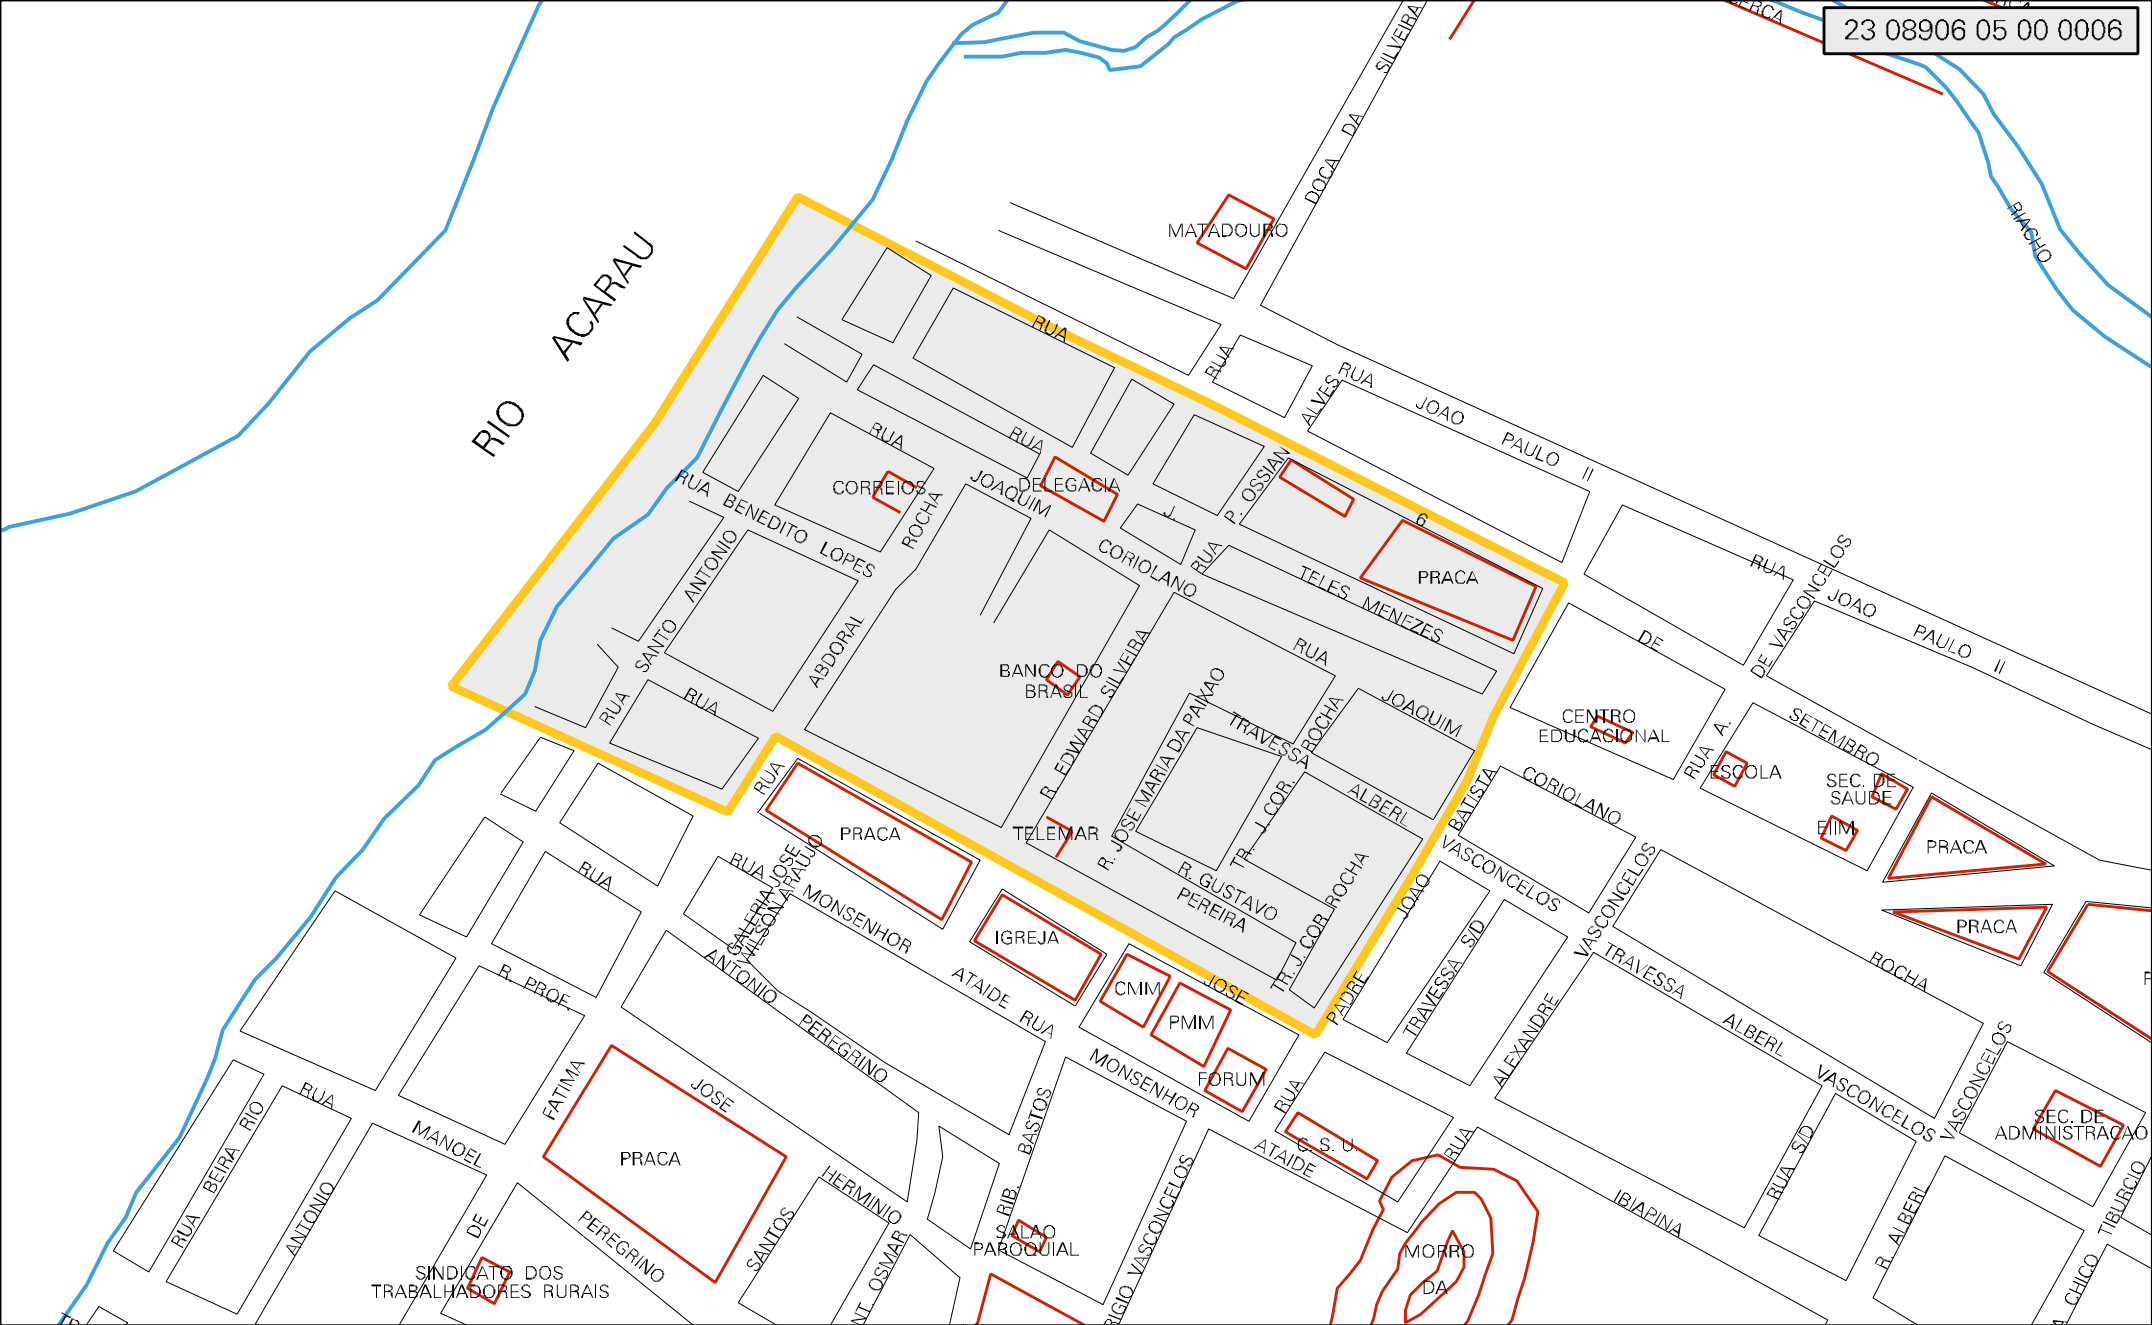 23 08906 05 00 0006
SILVEIRA
DA
DOCA
RIACHO
MATADOURO
RIO ACARAU
RUA
RUA
ALVES
RUA JOAO PAULO II
RUA
RUA
JOAQUIM
DELEGACIA
CORREIOS
ROCHA
P. OSSIAN
J.
6
RUA BENEDITO LOPES
CORIOLANO
RUA
PRACA
TELES MENEZES
RUA JOAO PAULO II
DE VASCONCELOS
SANTO ANTONIO
RUA
RUA
ABDORAL
BANCO DO
BRASIL
R. EDWARD SILVEIRA
RUA
JOAQUIM
DE
SETEMBRO
CENTRO
EDUCACIONAL
RUA A.
ESCOLA
SEC. DE
SAUDE
EIIM
PRACA
PRACA
R. JOSE MARIA DA PAIXAO
TRAVESSA
ROCHA
TR. J. COR.
ALBERI
BATISTA
CORIOLANO
VASCONCELOS
ROCHA
RUA
PRACA
TELEMAR
R. GUSTAVO
PEREIRA
TR. J. COR. ROCHA
JOAO
PADRE
TRAVESSA S/D
VASCONCELOS
ALEXANDRE
TRAVESSA
ALBERI
VASCONCELOS
GALERIA JOSE
WILSON ARAUJO
RUA
MONSENHOR
ATAIDE
RUA
IGREJA
CMM
PMM
FORUM
JOSE
RUA
R. PROF.
ANTONIO
PEREGRINO
MONSENHOR
ATAIDE
RUA
C. S. U.
RUA
IBIAPINA
RUA S/D
R. ALBERI
VASCONCELOS
SEC. DE
ADMINISTRACAO
TIBURCIO
CHICO
FATIMA
JOSE
PRACA
RUA
MANOEL
RUA BEIRA RIO
ANTONIO
DE
PEREGRINO
SINDICATO DOS
TRABALHADORES RURAIS
SANTOS
HERMINIO
OSMAR
RIB. BASTOS
SALAO
PAROQUIAL
VASCONCELOS
MORRO
DA